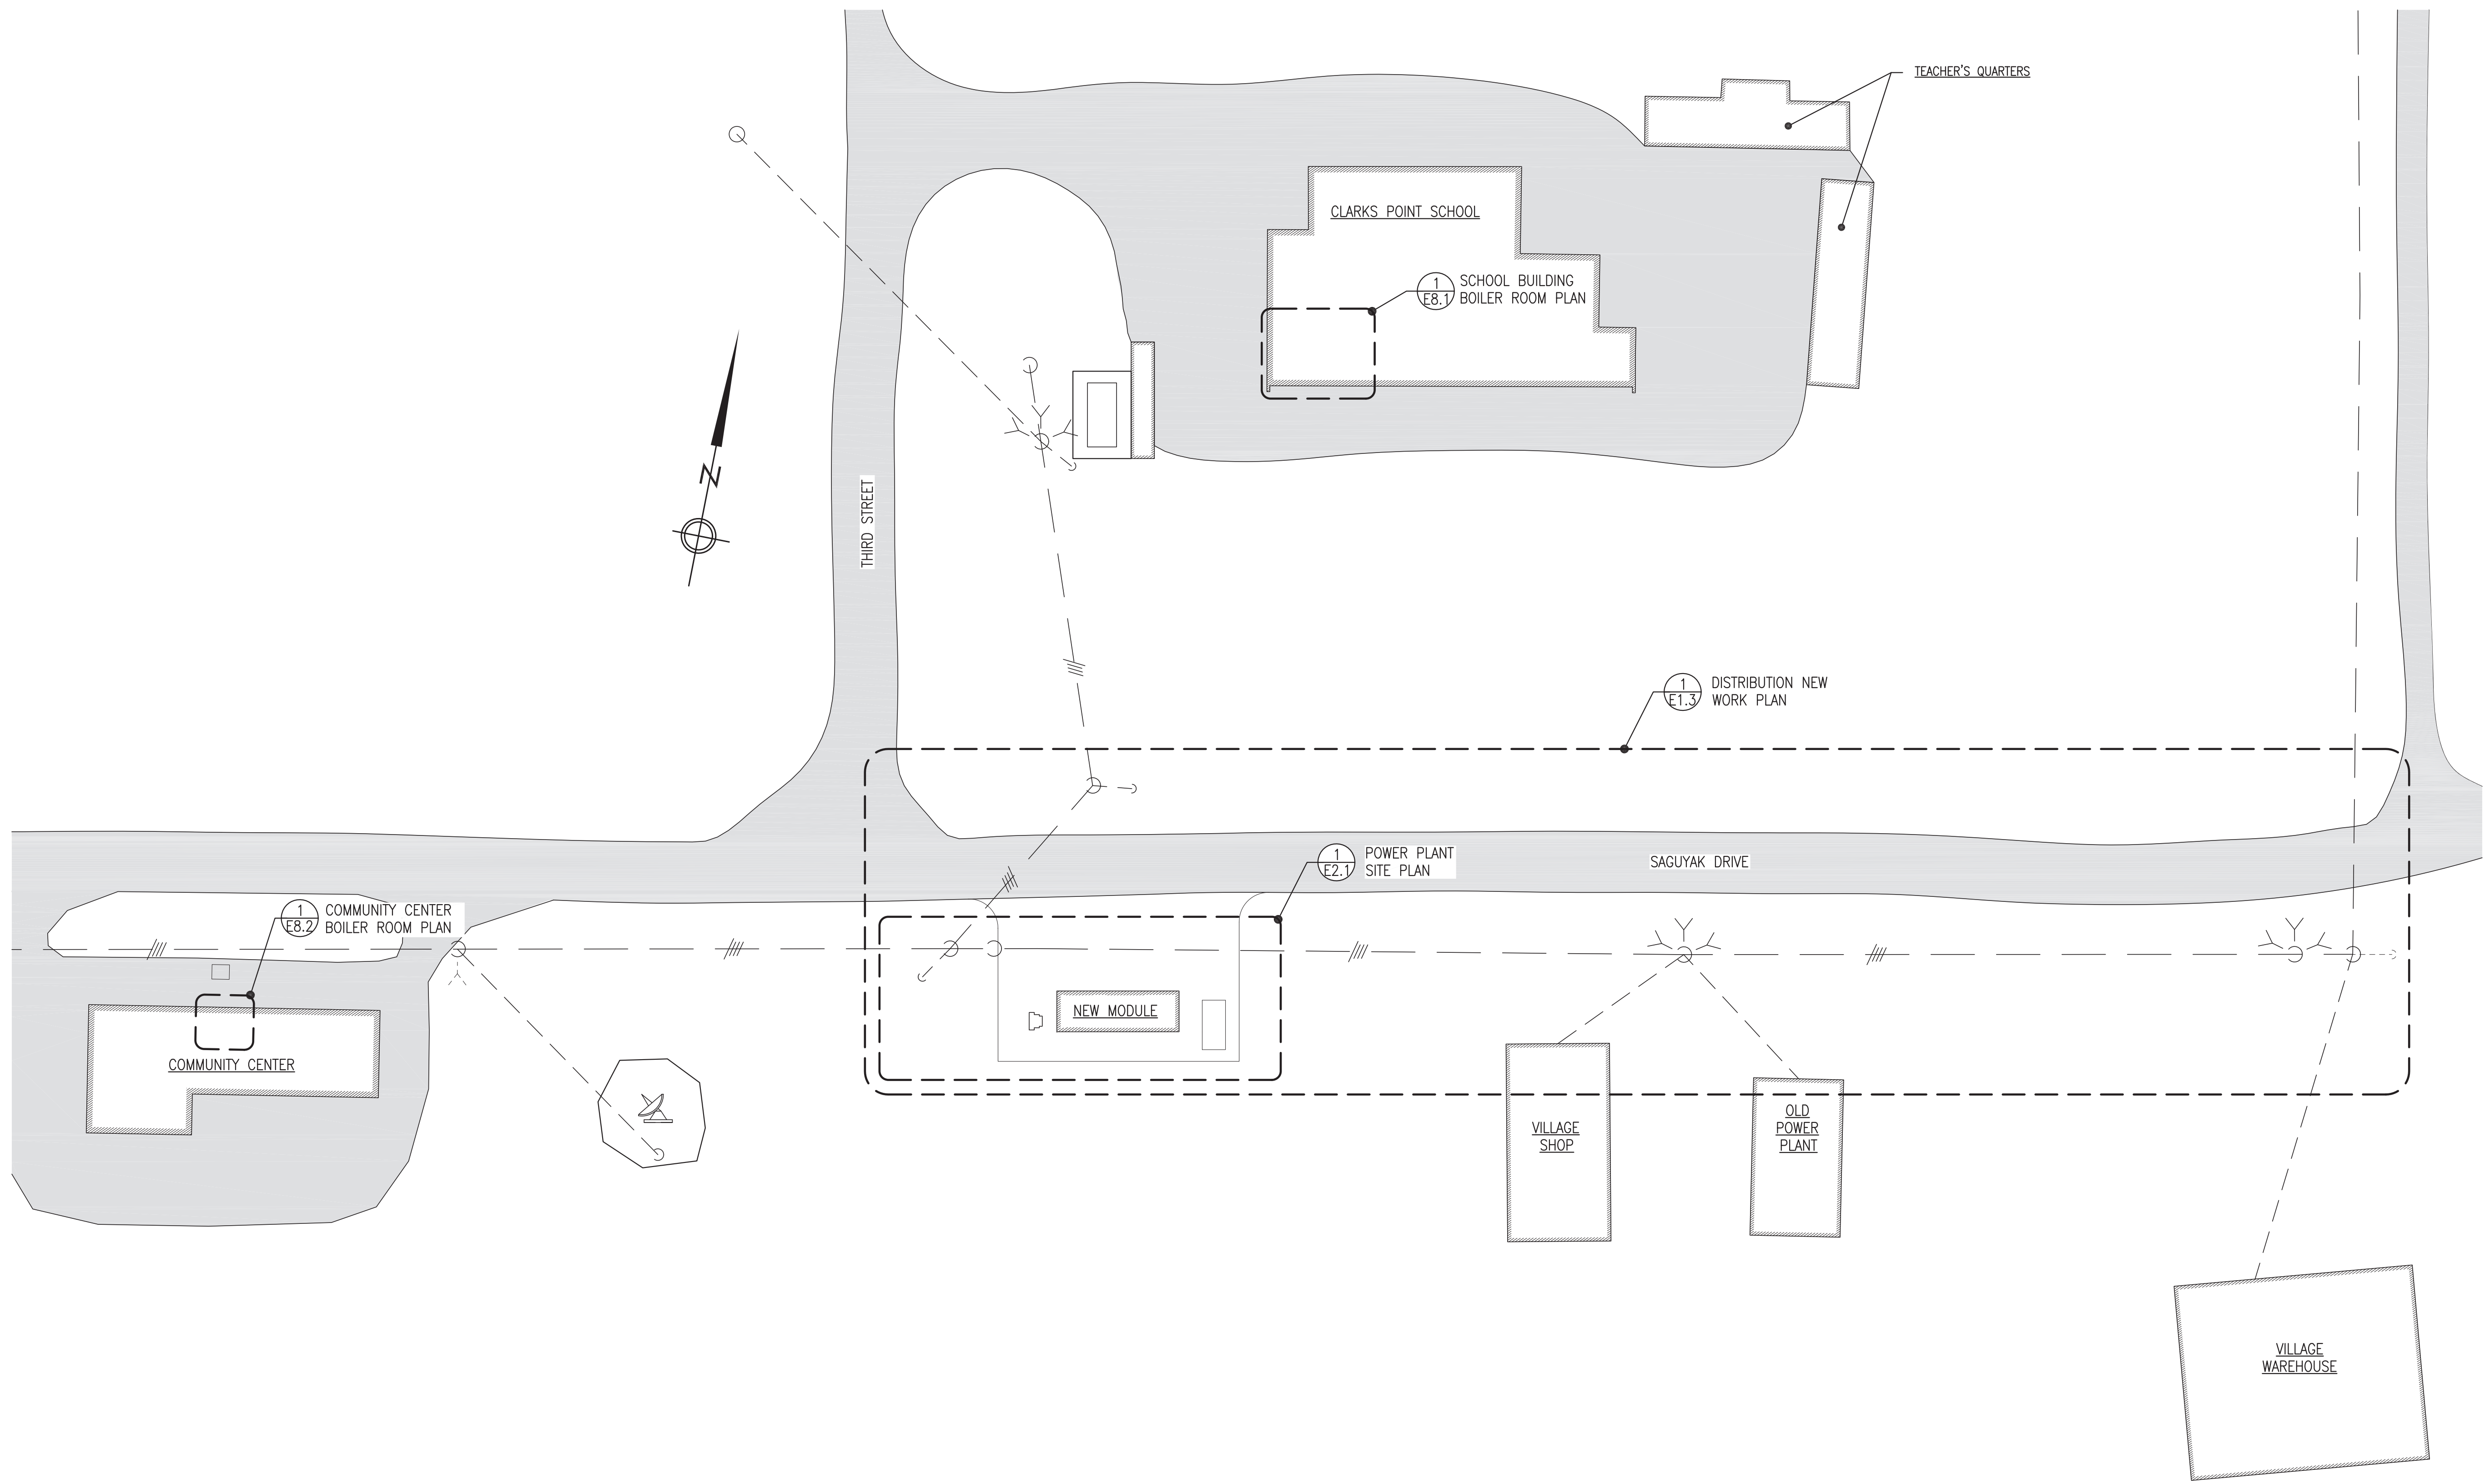 TEACHER'S QUARTERS
CLARKS POINT SCHOOL
1
E8.1
SCHOOL BUILDING
BOILER ROOM PLAN
N
THIRD STREET
1
E1.3
DISTRIBUTION NEW
WORK PLAN
1
E2.1
POWER PLANT
SITE PLAN
SAGUYAK DRIVE
1
E8.2
COMMUNITY CENTER
BOILER ROOM PLAN
NEW MODULE
COMMUNITY CENTER
VILLAGE
SHOP
OLD
POWER
PLANT
VILLAGE
WAREHOUSE